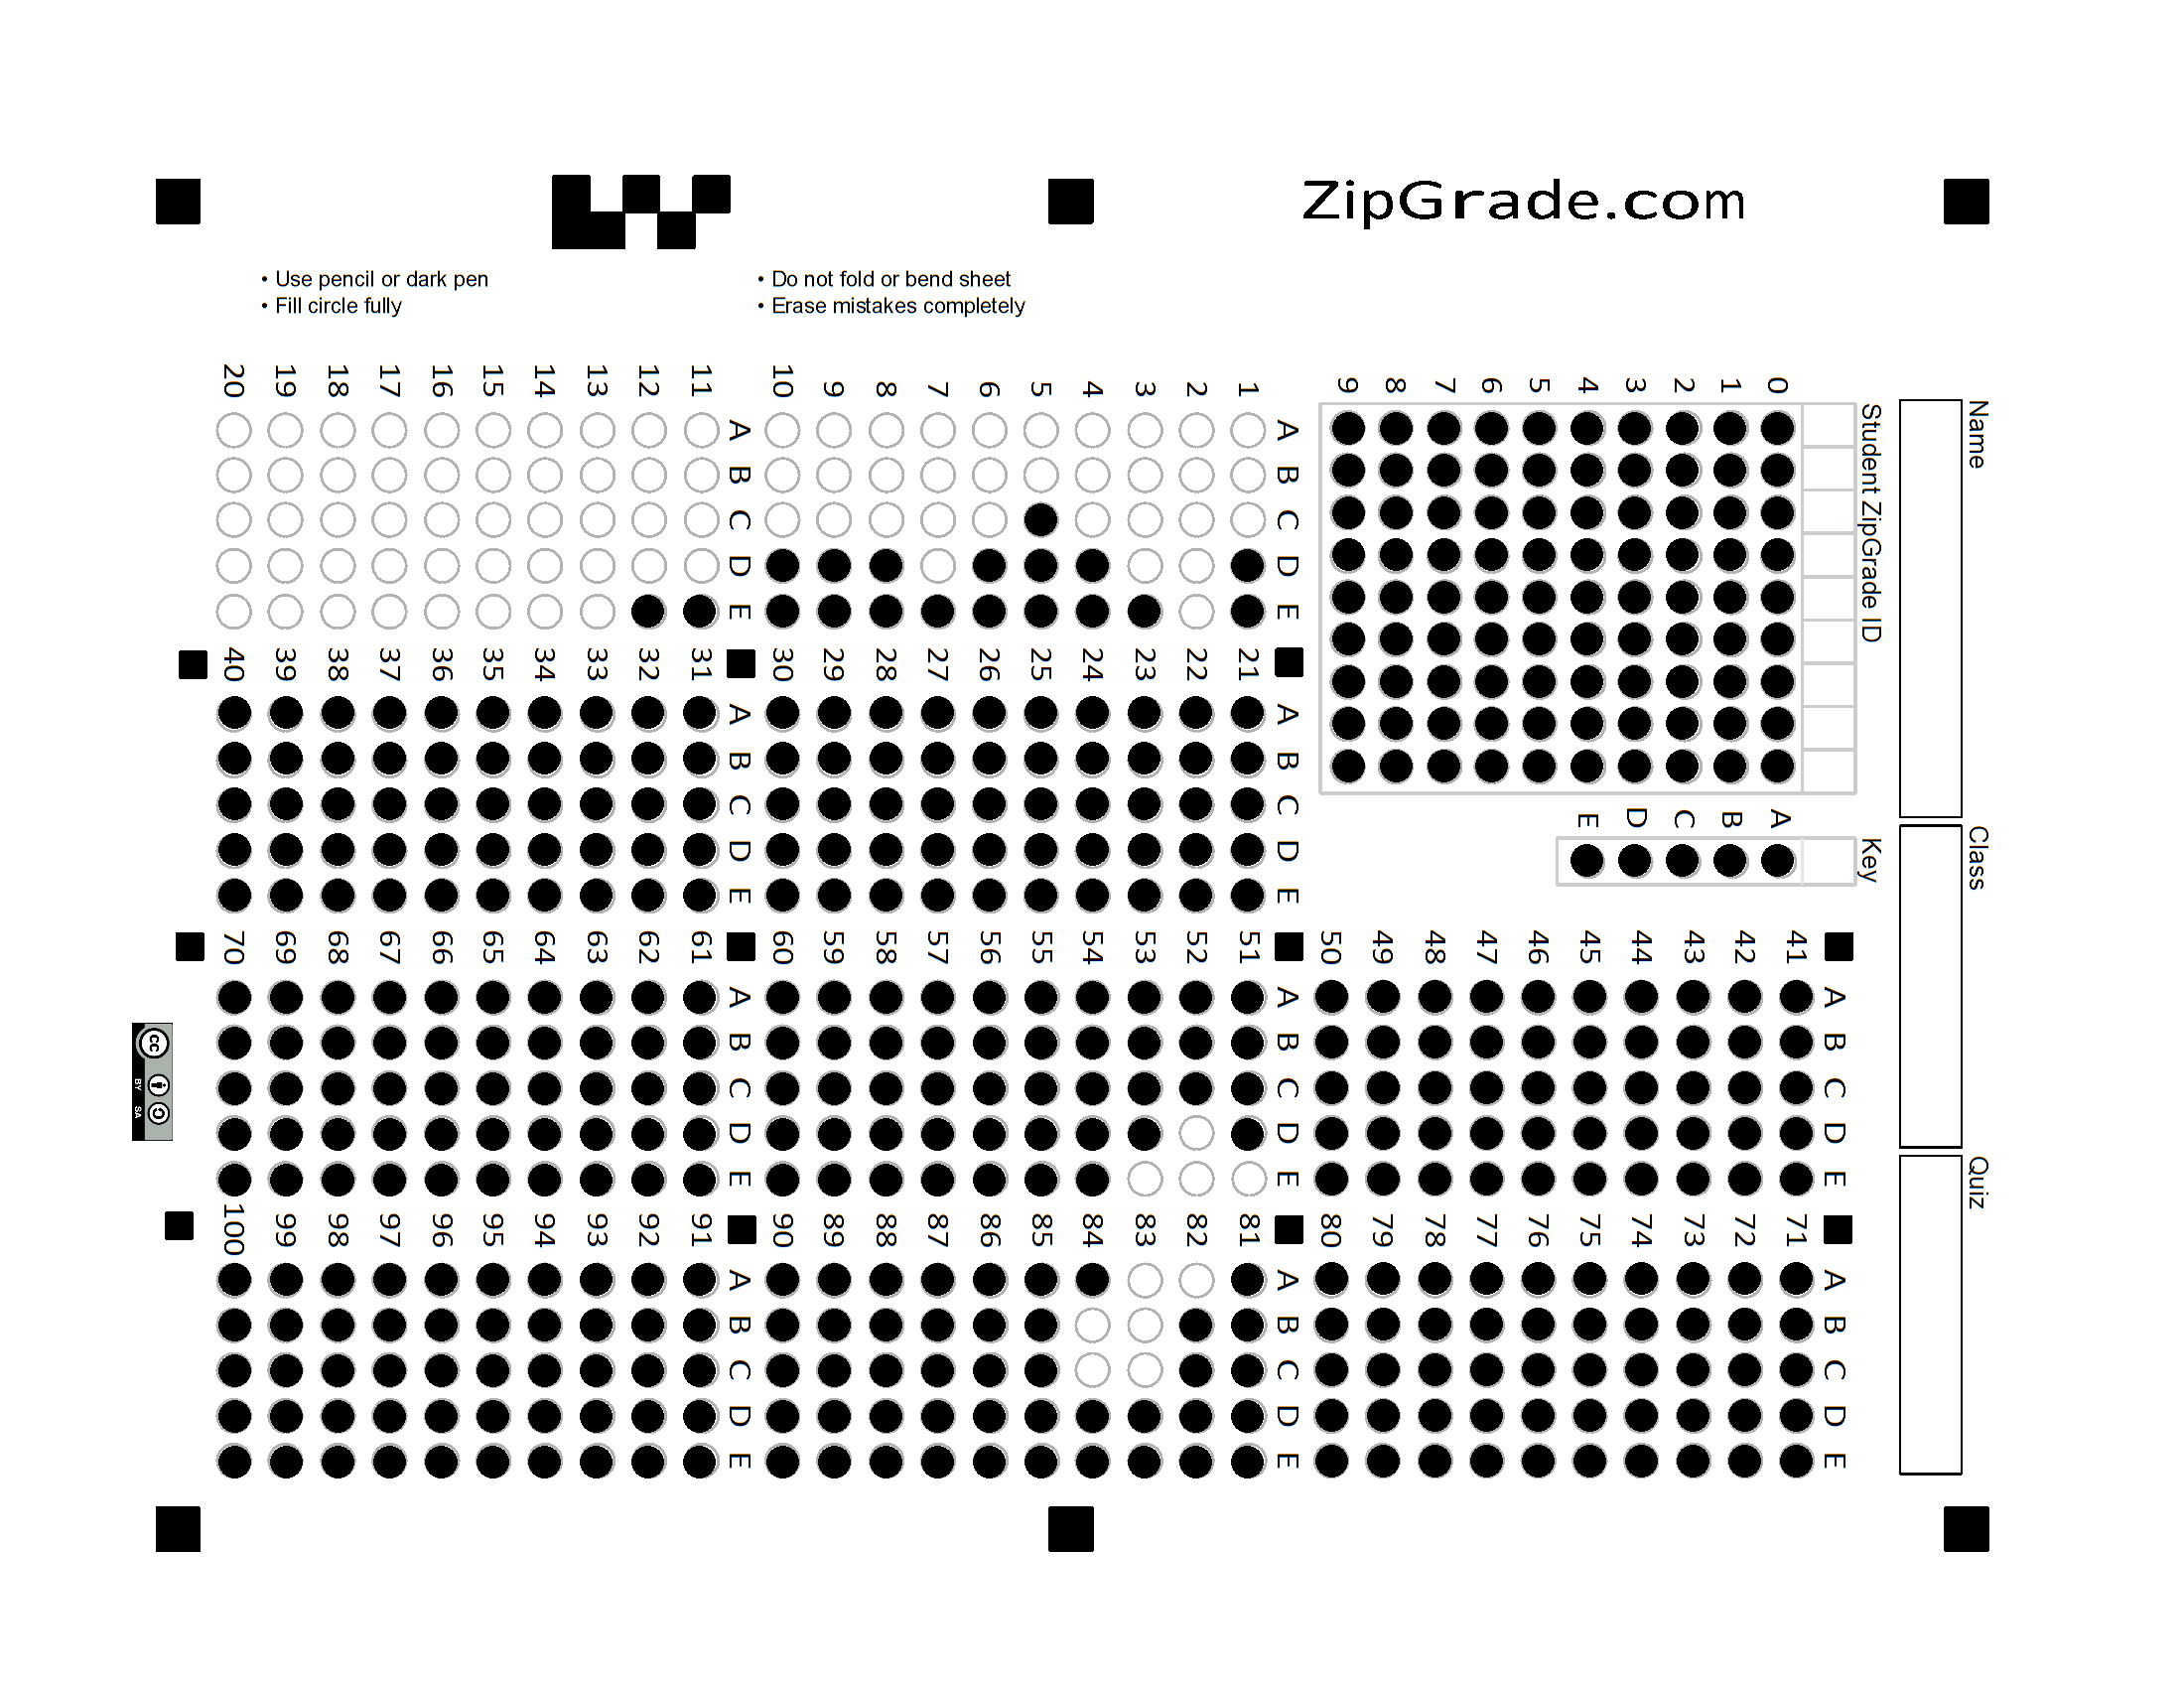 ZipGrade.com
• Use pencil or dark pen
• Fill circle fully
• Do not fold or bend sheet
• Erase mistakes completely
Name
Class
Quiz
Student ZipGrade ID
0 1 2 3 4 5 6 7 8 9
Key
A B C D E
A B C D E
1 2 3 4 5 6 7 8 9 10
A B C D E
11 12 13 14 15 16 17 18 19 20
A B C D E
21 22 23 24 25 26 27 28 29 30
A B C D E
31 32 33 34 35 36 37 38 39 40
A B C D E
41 42 43 44 45 46 47 48 49 50
A B C D E
51 52 53 54 55 56 57 58 59 60
A B C D E
61 62 63 64 65 66 67 68 69 70
A B C D E
71 72 73 74 75 76 77 78 79 80
A B C D E
81 82 83 84 85 86 87 88 89 90
A B C D E
91 92 93 94 95 96 97 98 99 100
cc BY SA